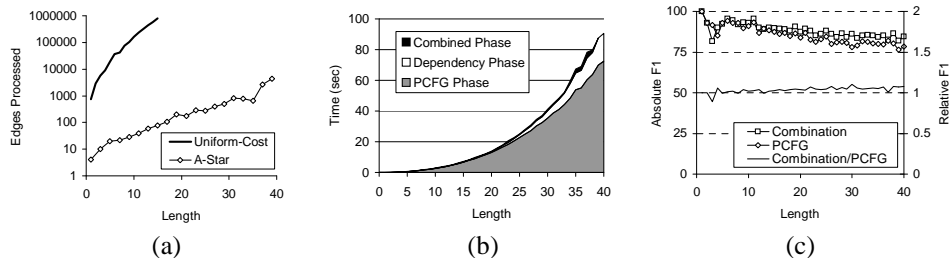 1000000
100000
10000
1000
100
10
1
0 10 20 30 40
Edges Processed
Length
Uniform-Cost
A-Star
(a)
100
80
60
40
20
0
0 5 10 15 20 25 30 35 40
Time (sec)
Length
Combined Phase
Dependency Phase
PCFG Phase
(b)
100
75
50
25
0
0 10 20 30 40
2
1.5
1
0.5
0
Absolute F1
Relative F1
Length
Combination
PCFG
Combination/PCFG
(c)